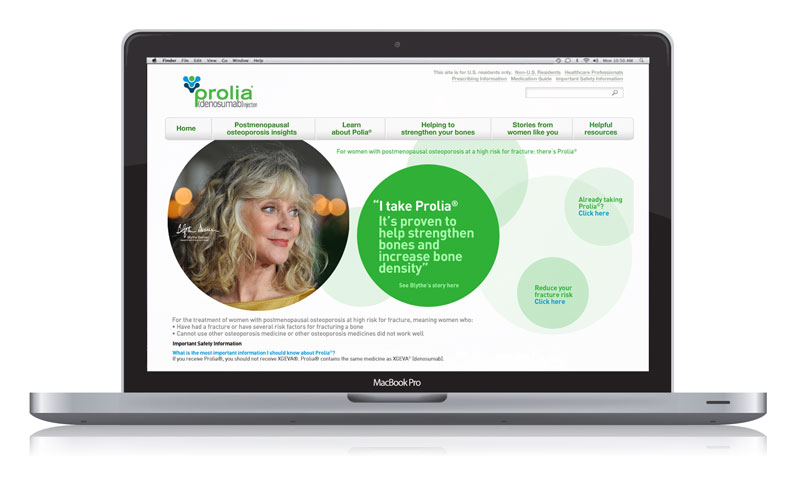 Finder File Edit View Go Window Help
Mon 10:50 AM
This site is for U.S. residents only. Non-U.S. Residents Healthcare Professionals
Prescribing Information Medication Guide Important Safety Information
prolia®
(denosumab) injection
Home
Postmenopausal
osteoporosis insights
Learn
about Polia®
Helping to
strengthen your bones
Stories from
women like you
Helpful
resources
For women with postmenopausal osteoporosis at a high risk for fracture: there's Prolia®
"I take Prolia®
It's proven to
help strengthen
bones and
increase bone
density"
See Blythe's story here
Already taking
Prolia®?
Click here
Reduce your
fracture risk
Click here
Blythe Danner
For the treatment of women with postmenopausal osteoporosis at high risk for fracture, meaning women who:
• Have had a fracture or have several risk factors for fracturing a bone
• Cannot use other osteoporosis medicine or other osteoporosis medicines did not work well
Important Safety Information
What is the most important information I should know about Prolia®?
If you receive Prolia®, you should not receive XGEVA®. Prolia® contains the same medicine as XGEVA® (denosumab).
MacBook Pro